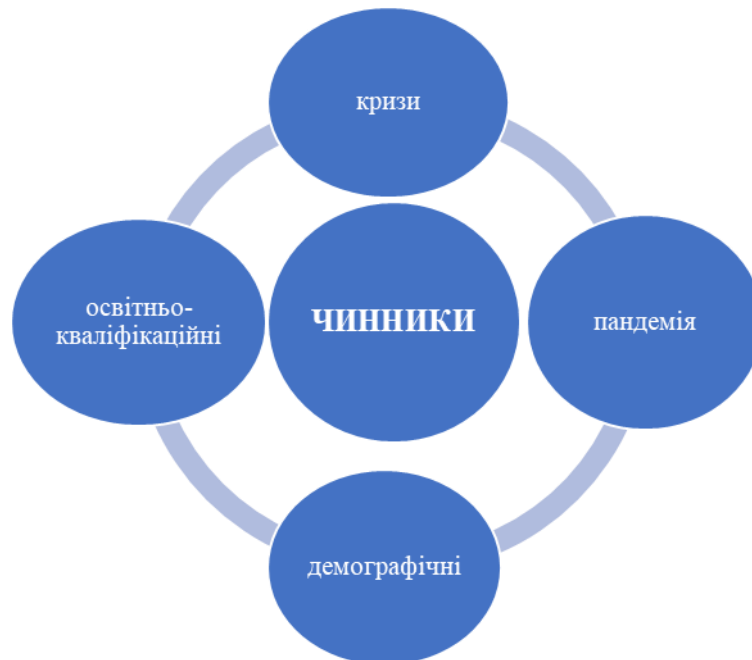 кризи
освітньо-
кваліфікаційні
ЧИННИКИ
пандемія
демографічні